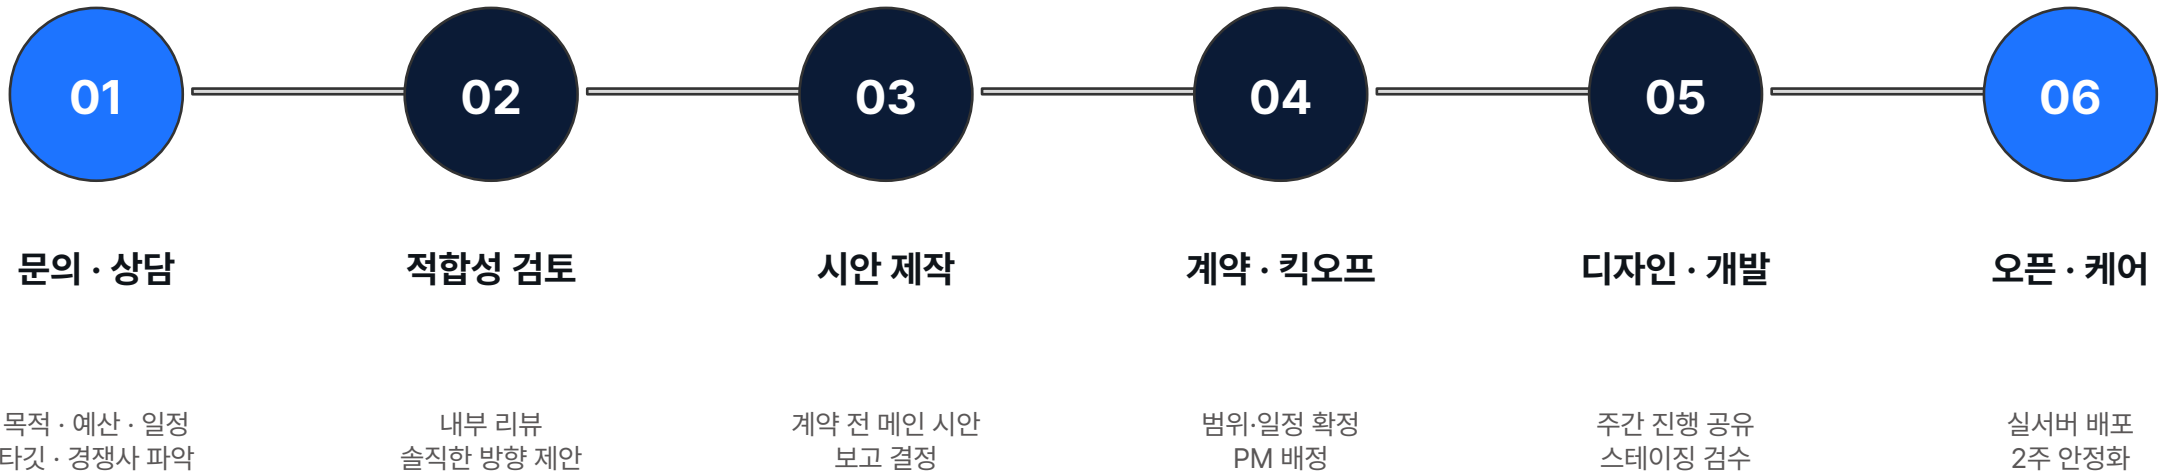 01
02
03
04
05
06
문의 · 상담
적합성 검토
시안 제작
계약 · 킥오프
디자인 · 개발
오픈 · 케어
목적 · 예산 · 일정
타깃 · 경쟁사 파악
내부 리뷰
솔직한 방향 제안
계약 전 메인 시안
보고 결정
범위·일정 확정
PM 배정
주간 진행 공유
스테이징 검수
실서버 배포
2주 안정화